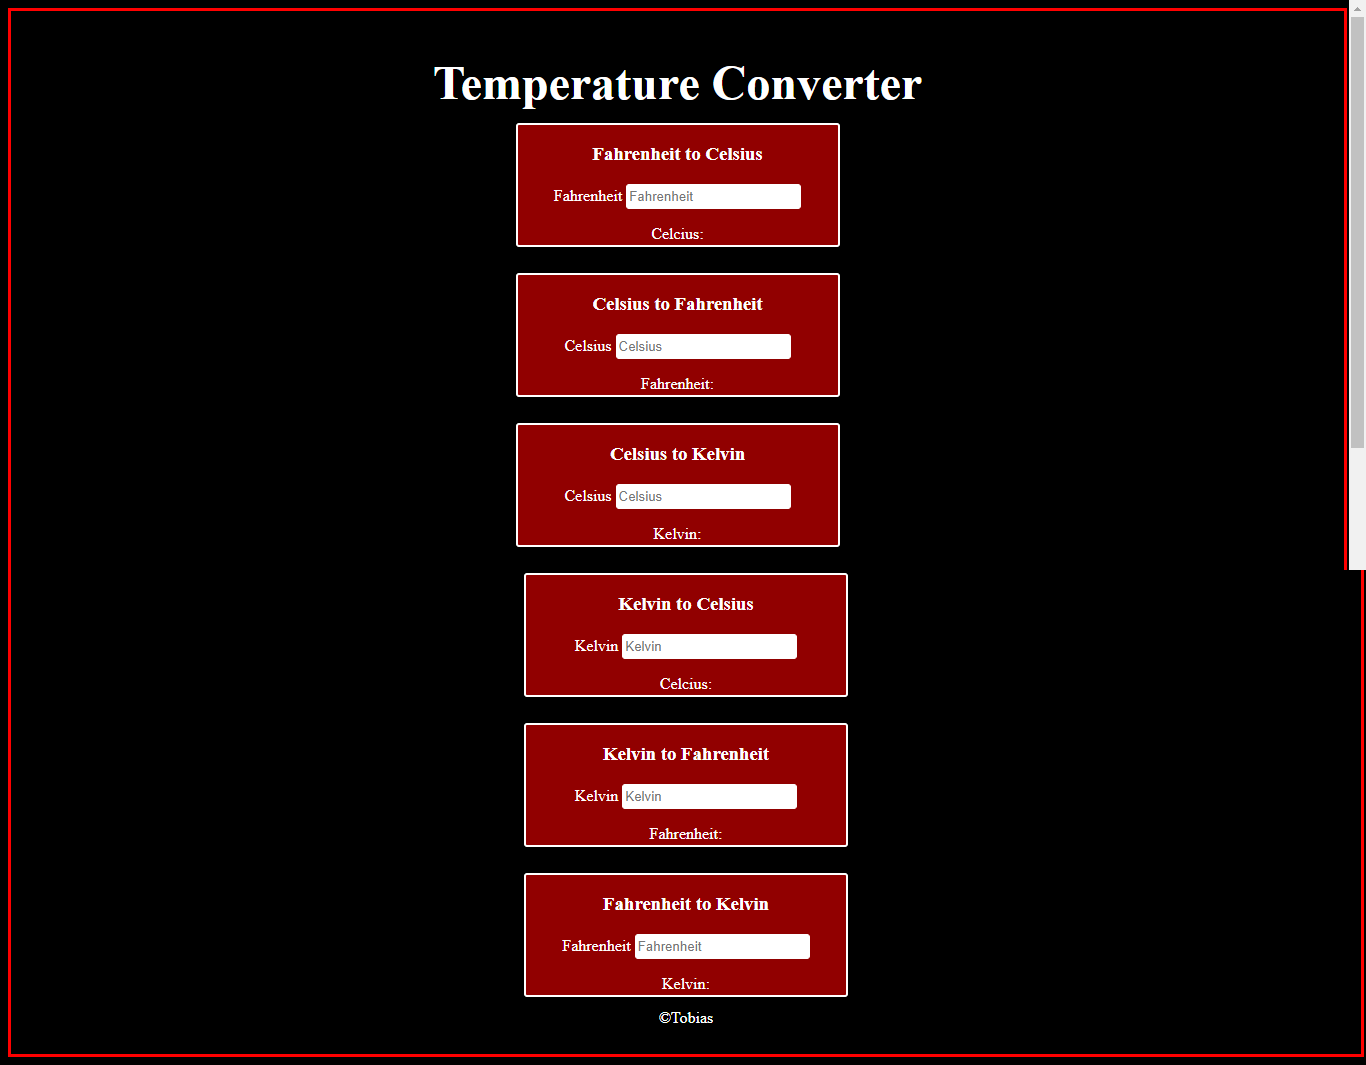 Temperature Converter
Fahrenheit to Celsius
Fahrenheit Fahrenheit
Celcius:
Celsius to Fahrenheit
Celsius Celsius
Fahrenheit:
Celsius to Kelvin
Celsius Celsius
Kelvin:
Kelvin to Celsius
Kelvin Kelvin
Celcius:
Kelvin to Fahrenheit
Kelvin Kelvin
Fahrenheit:
Fahrenheit to Kelvin
Fahrenheit Fahrenheit
Kelvin:
©Tobias